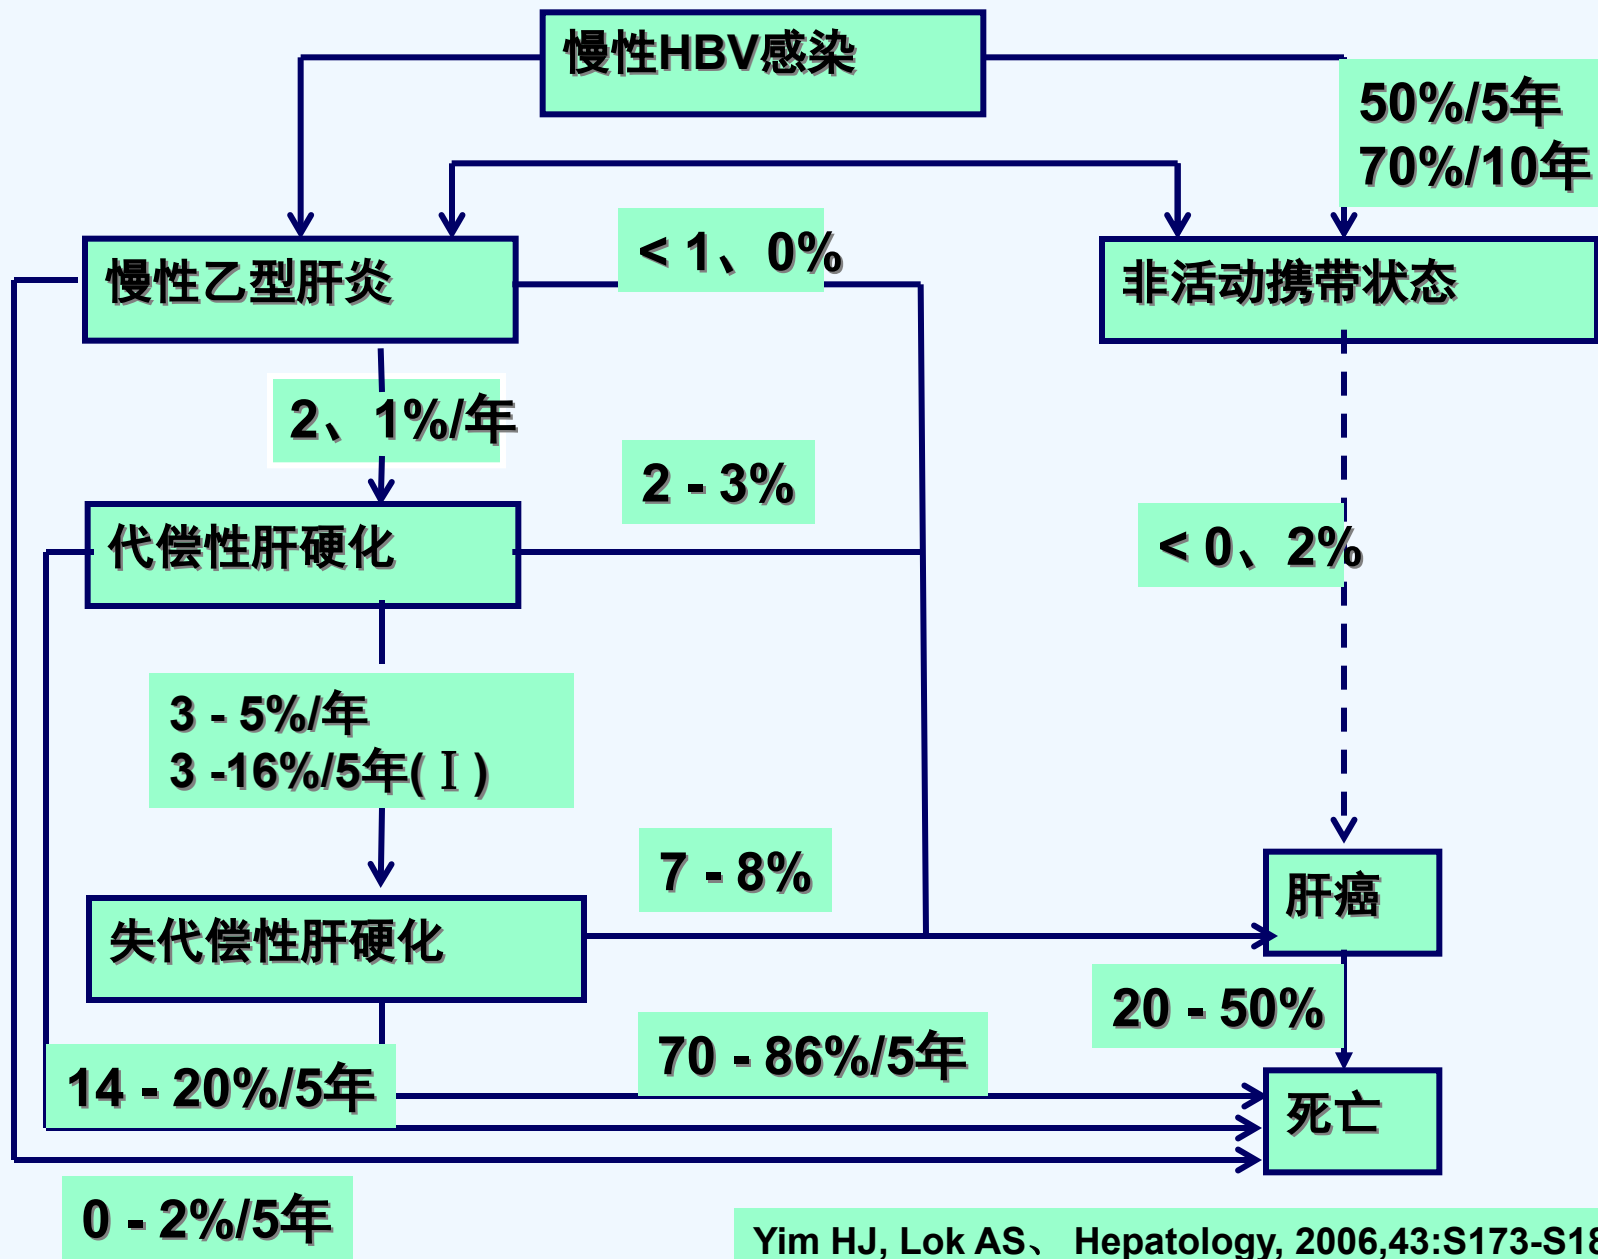 慢性HBV感染
50%/5年
70%/10年
< 1、0%
慢性乙型肝炎
非活动携带状态
2、1%/年
2 - 3%
代偿性肝硬化
< 0、2%
3 - 5%/年
3 -16%/5年(Ⅰ)
7 - 8%
肝癌
失代偿性肝硬化
20 - 50%
70 - 86%/5年
14 - 20%/5年
死亡
0 - 2%/5年
Yim HJ, Lok AS、 Hepatology, 2006,43:S173-S18